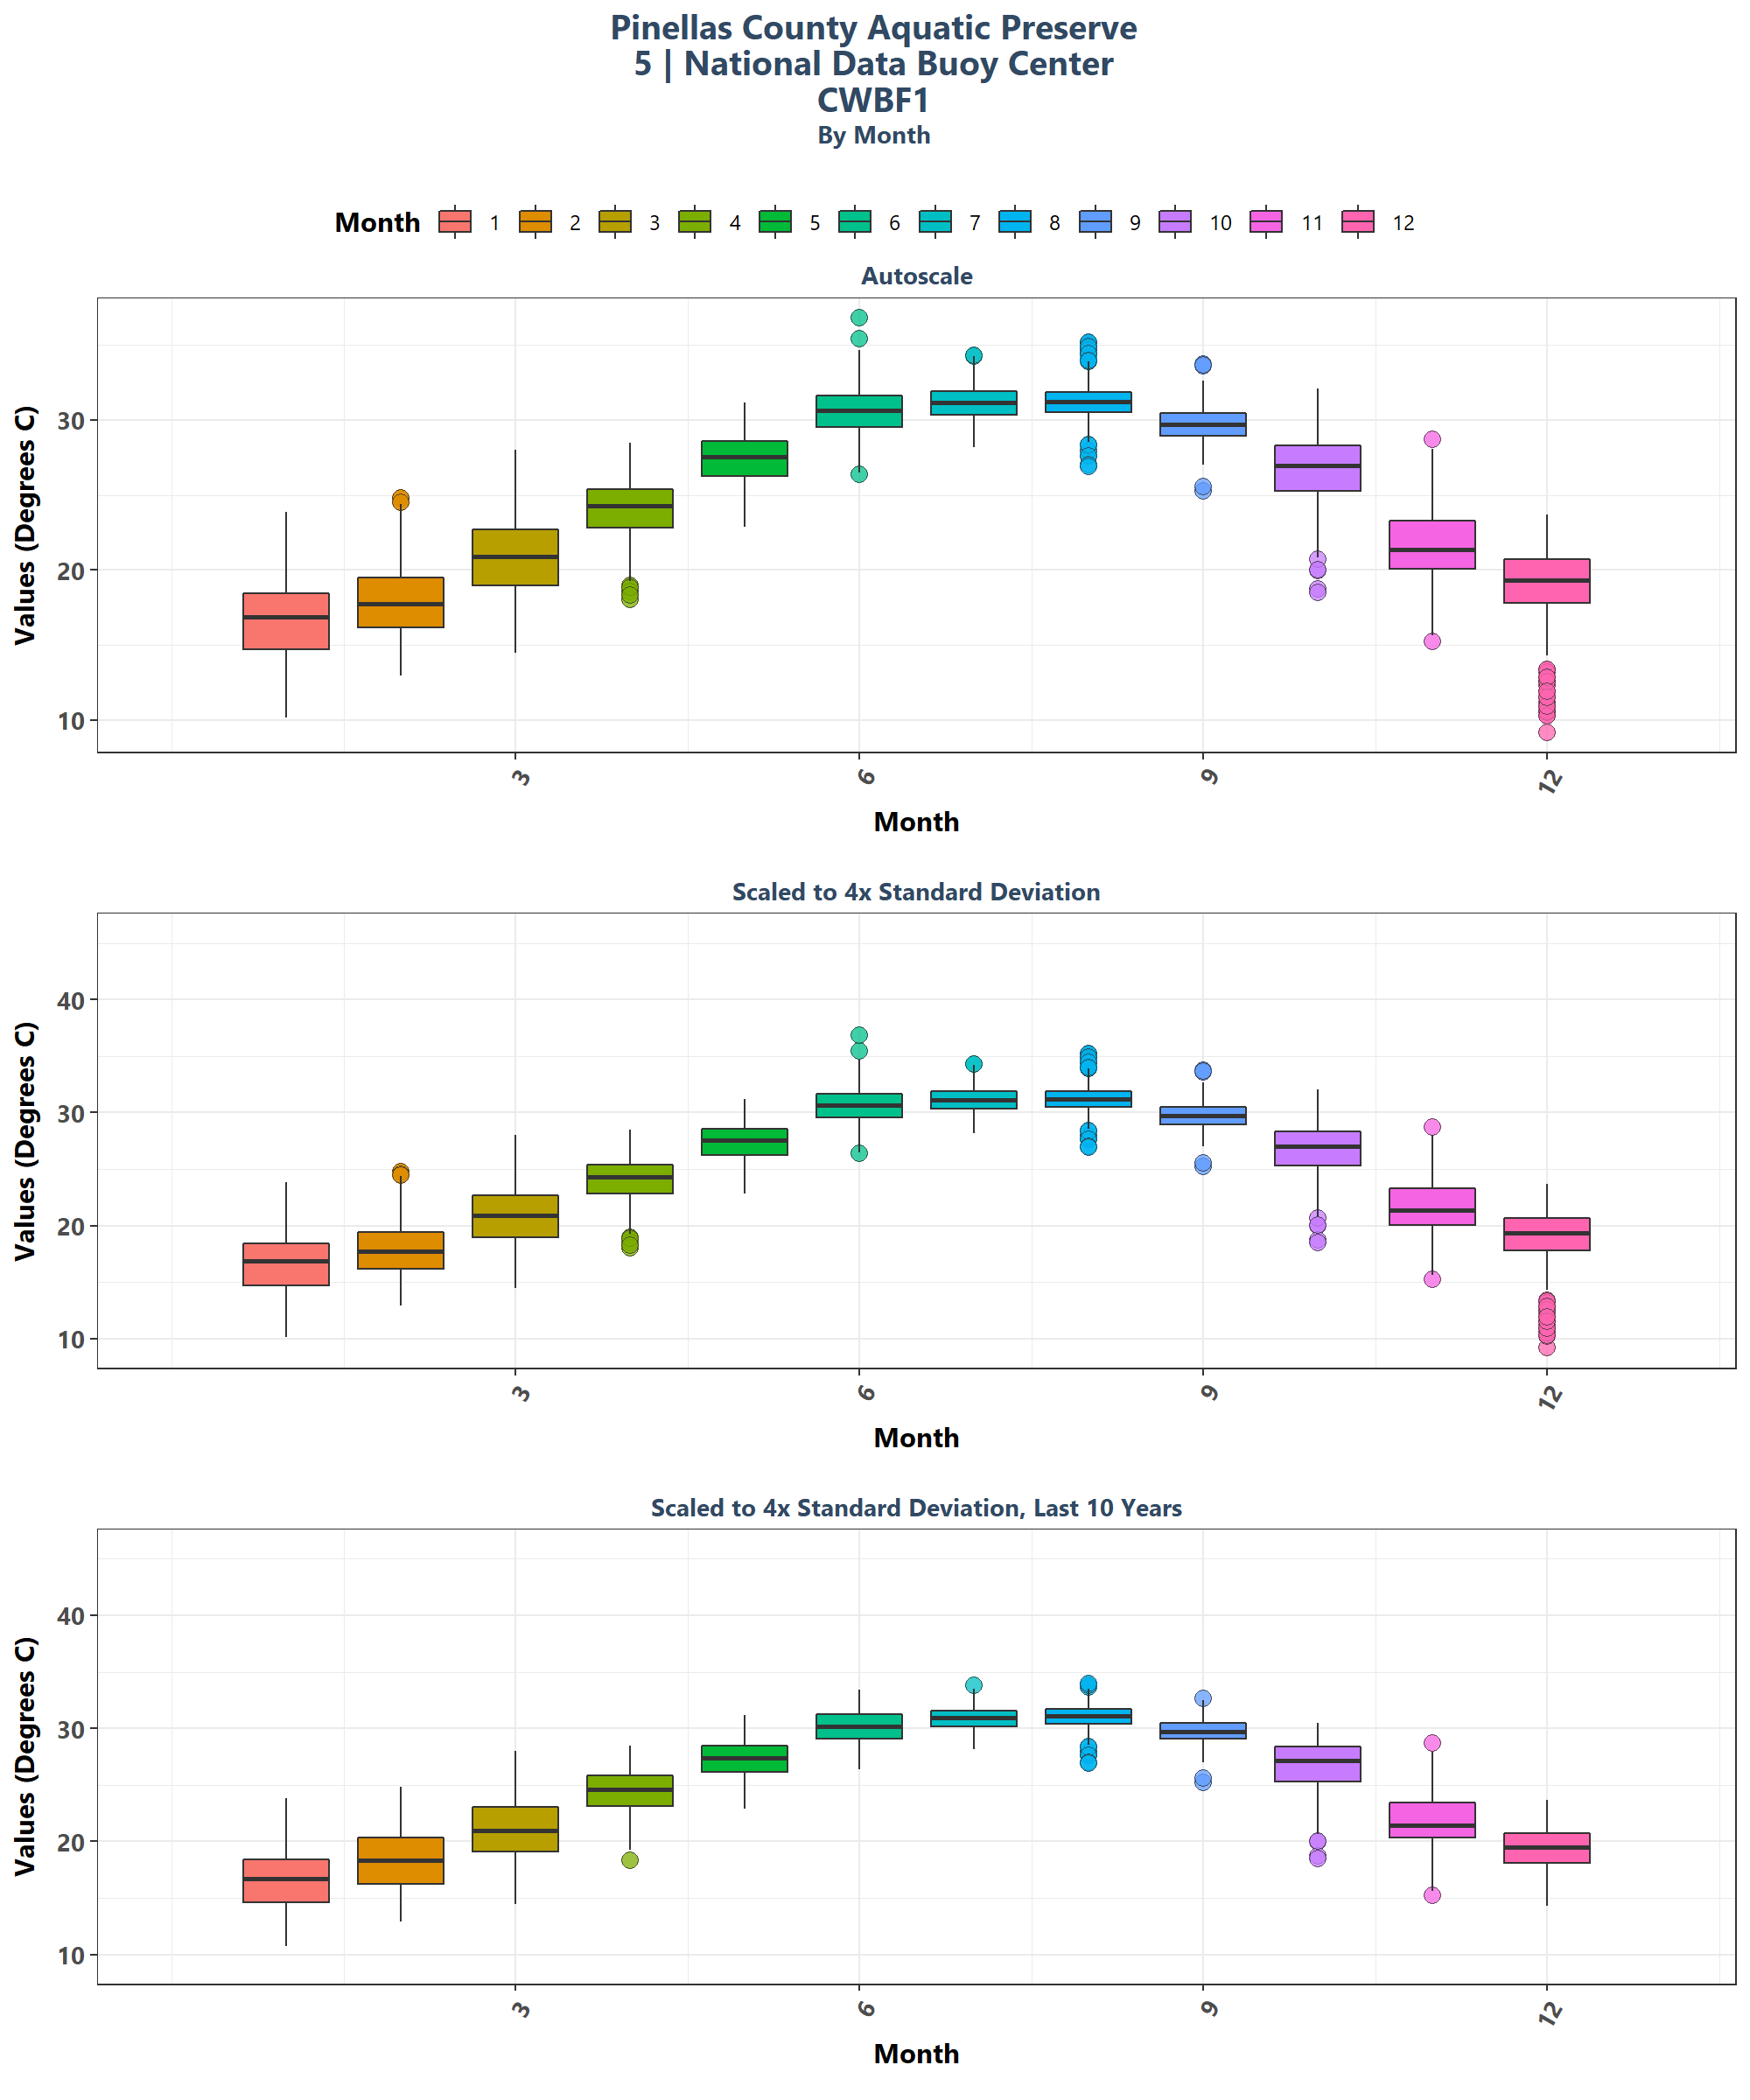 Pinellas County Aquatic Preserve
5 | National Data Buoy Center
CWBF1
By Month
Month 1 2 3 4 5 6 7 8 9 10 11 12
Autoscale
Values (Degrees C)
30
20
10
3 6 9 12
Month
Scaled to 4x Standard Deviation
Values (Degrees C)
40
30
20
10
3 6 9 12
Month
Scaled to 4x Standard Deviation, Last 10 Years
Values (Degrees C)
40
30
20
10
3 6 9 12
Month